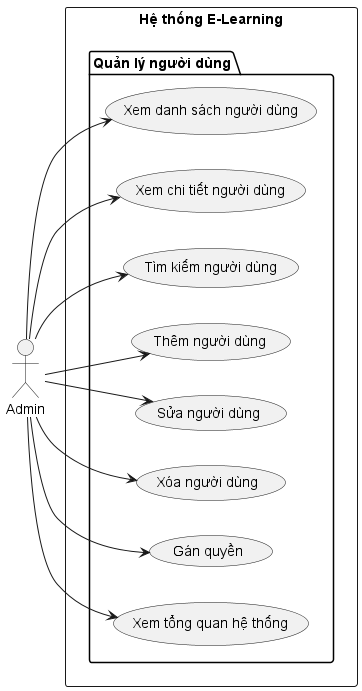 Hệ thống E-Learning
Quản lý người dùng
Xem danh sách người dùng
Xem chi tiết người dùng
Tìm kiếm người dùng
Thêm người dùng
Sửa người dùng
Admin
Xóa người dùng
Gán quyền
Xem tổng quan hệ thống